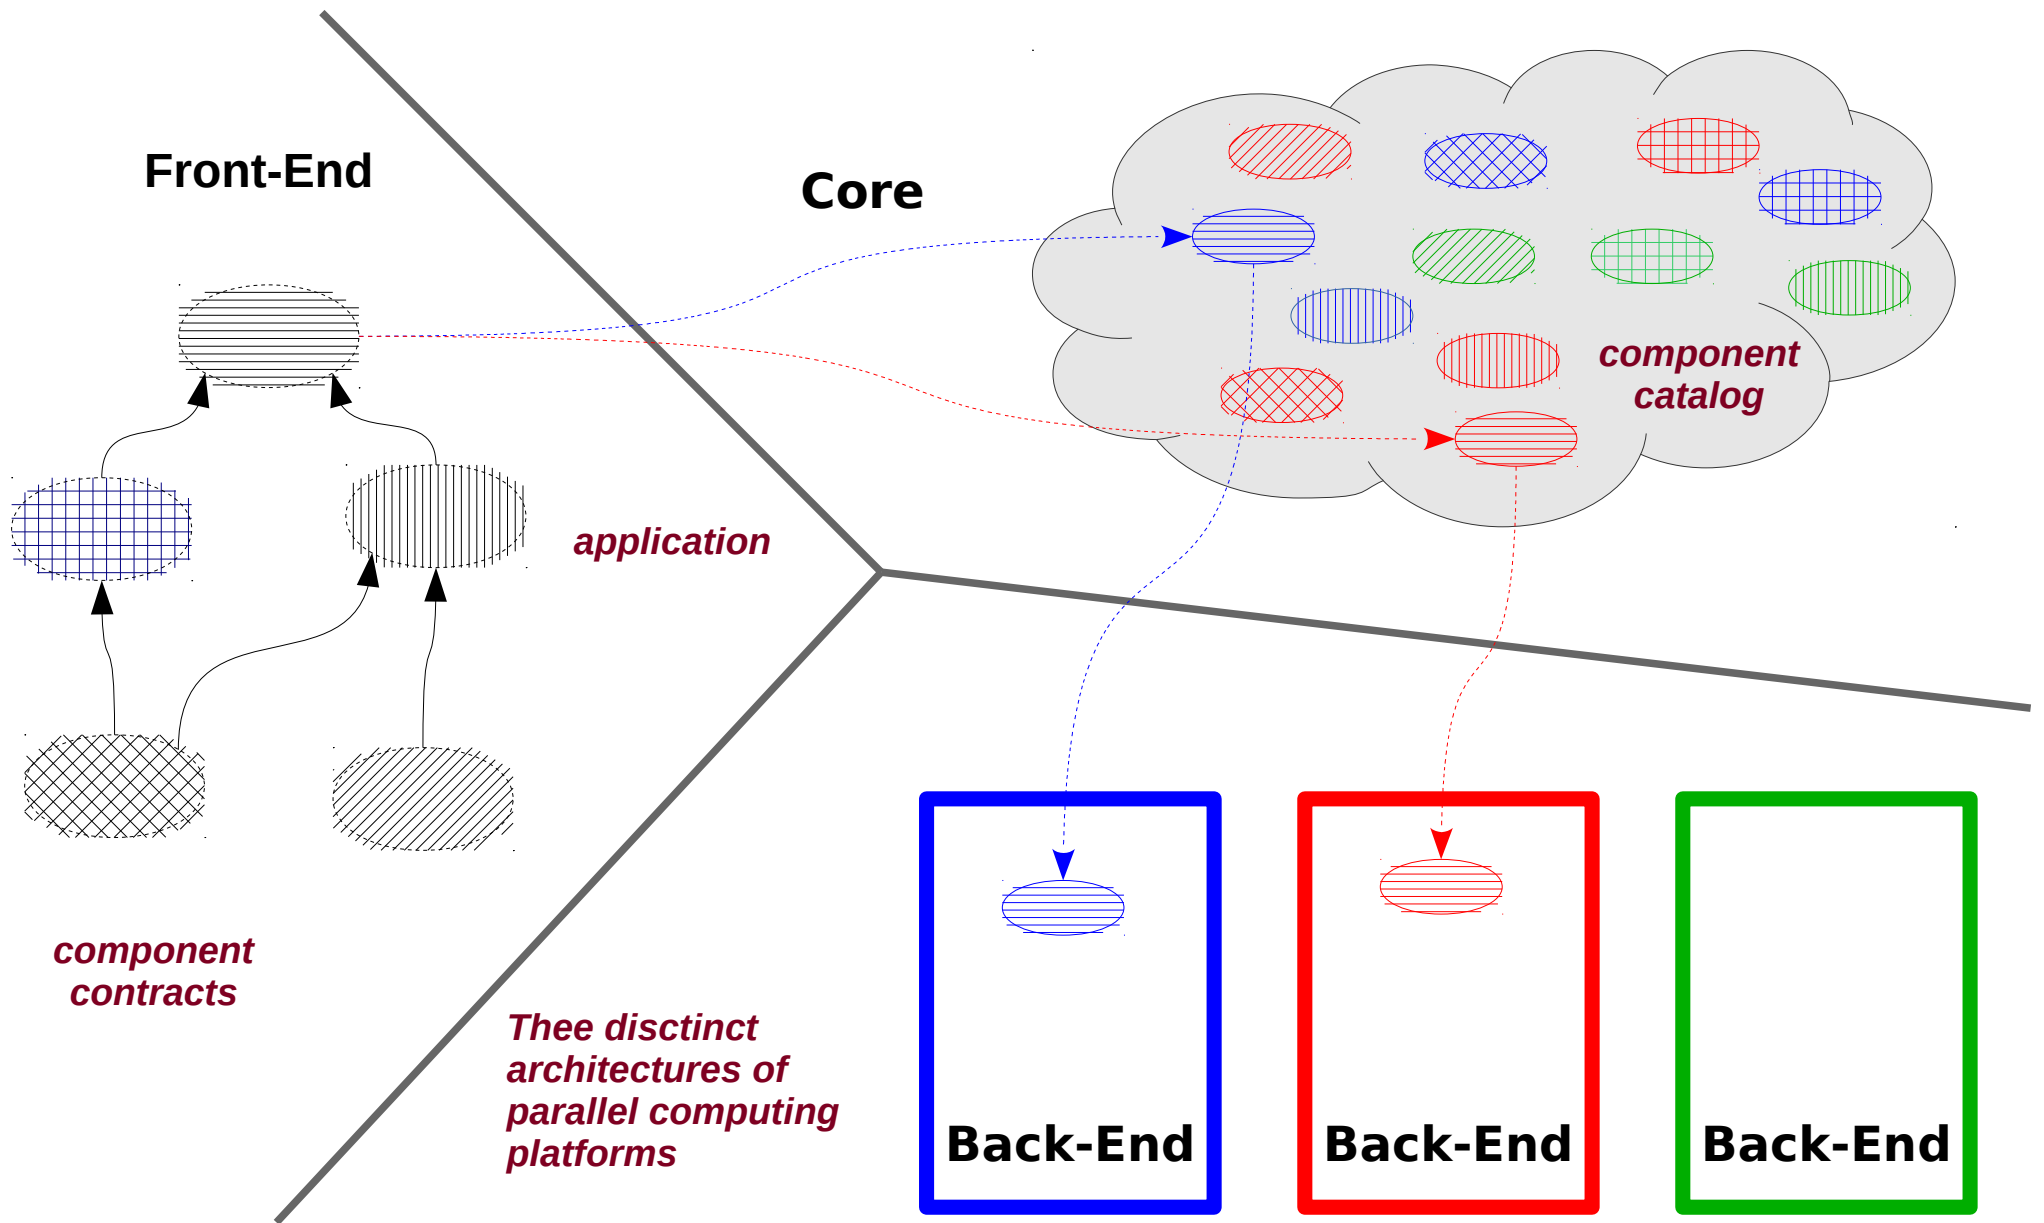 Front-End
Core
component
catalog
application
component
contracts
Thee disctinct
architectures of
parallel computing
platforms
Back-End
Back-End
Back-End